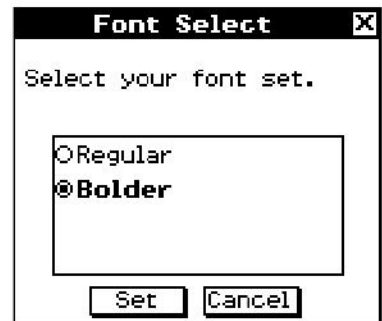 Font Select
Select your font set.
Regular
Bolder
Set Cancel